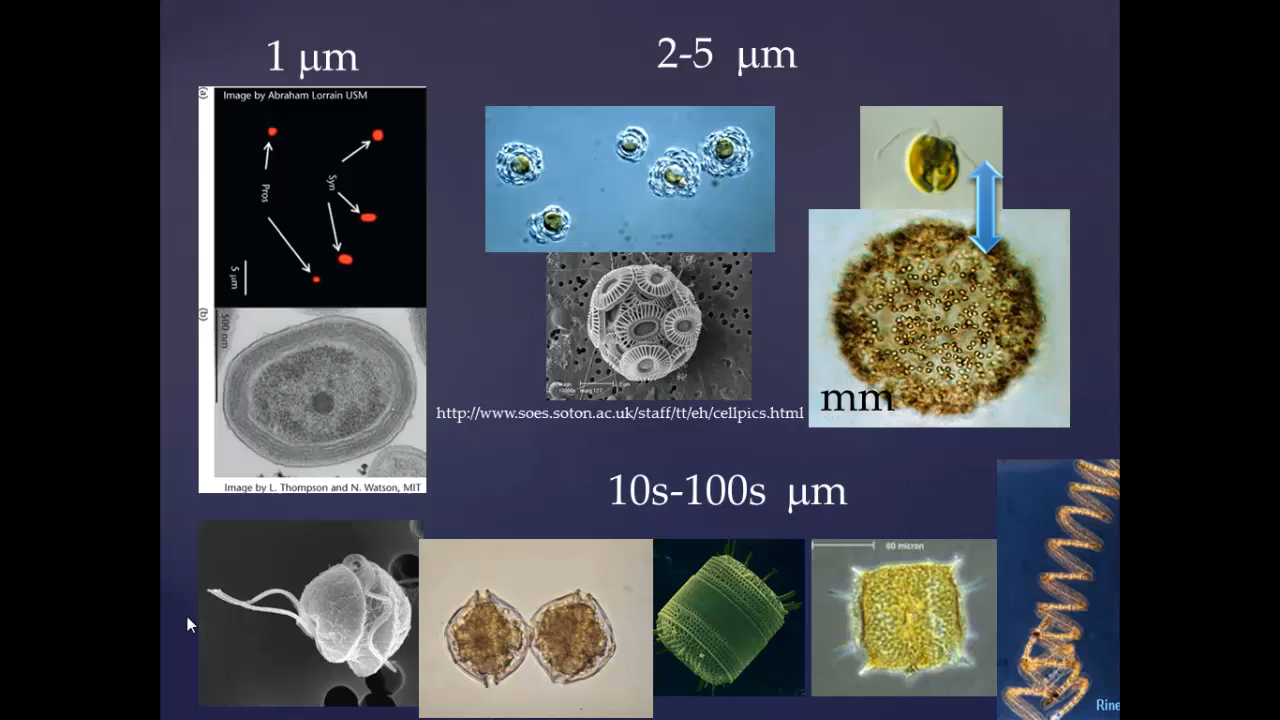 1 μm
2-5 μm
(a)
Image by Abraham Lorrain USM
Pros
Syn
5 μm
(b)
500 nm
Image by L. Thompson and N. Watson, MIT
http://www.soes.soton.ac.uk/staff/tt/eh/cellpics.html
mm
10s-100s μm
80 micron
Rine